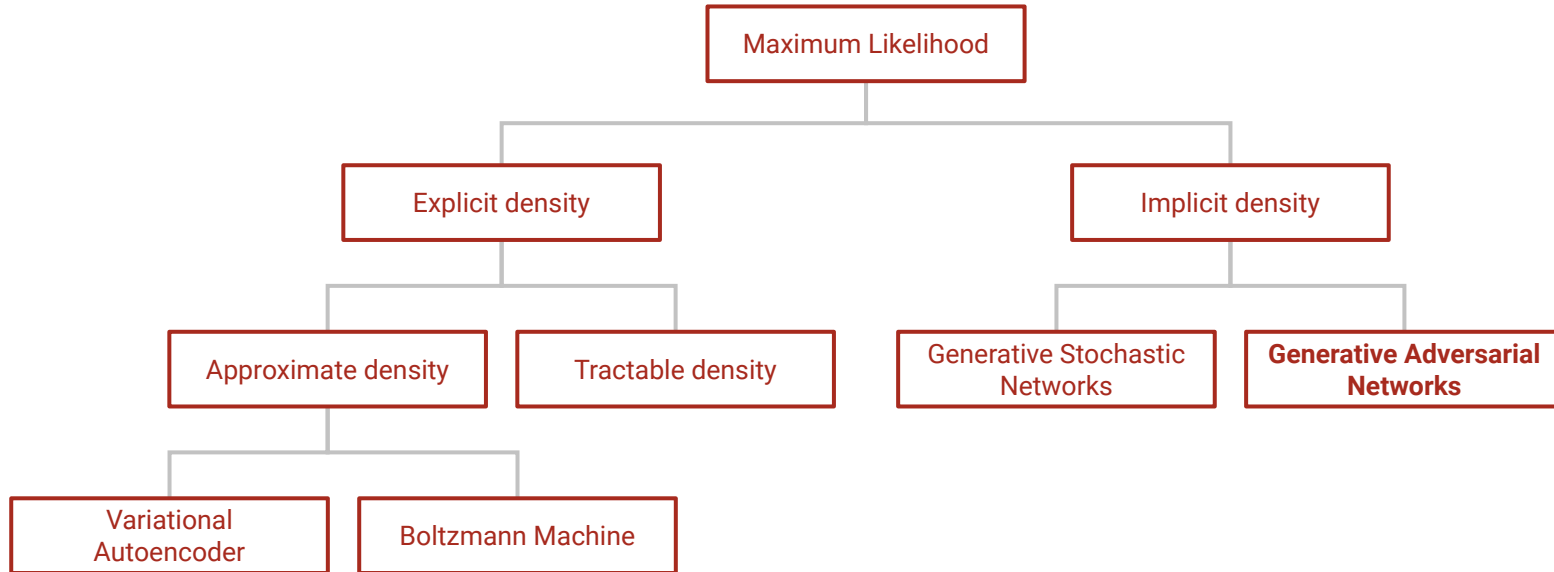 Maximum Likelihood
Explicit density
Implicit density
Approximate density
Tractable density
Generative Stochastic
Networks
Generative Adversarial
Networks
Variational
Autoencoder
Boltzmann Machine